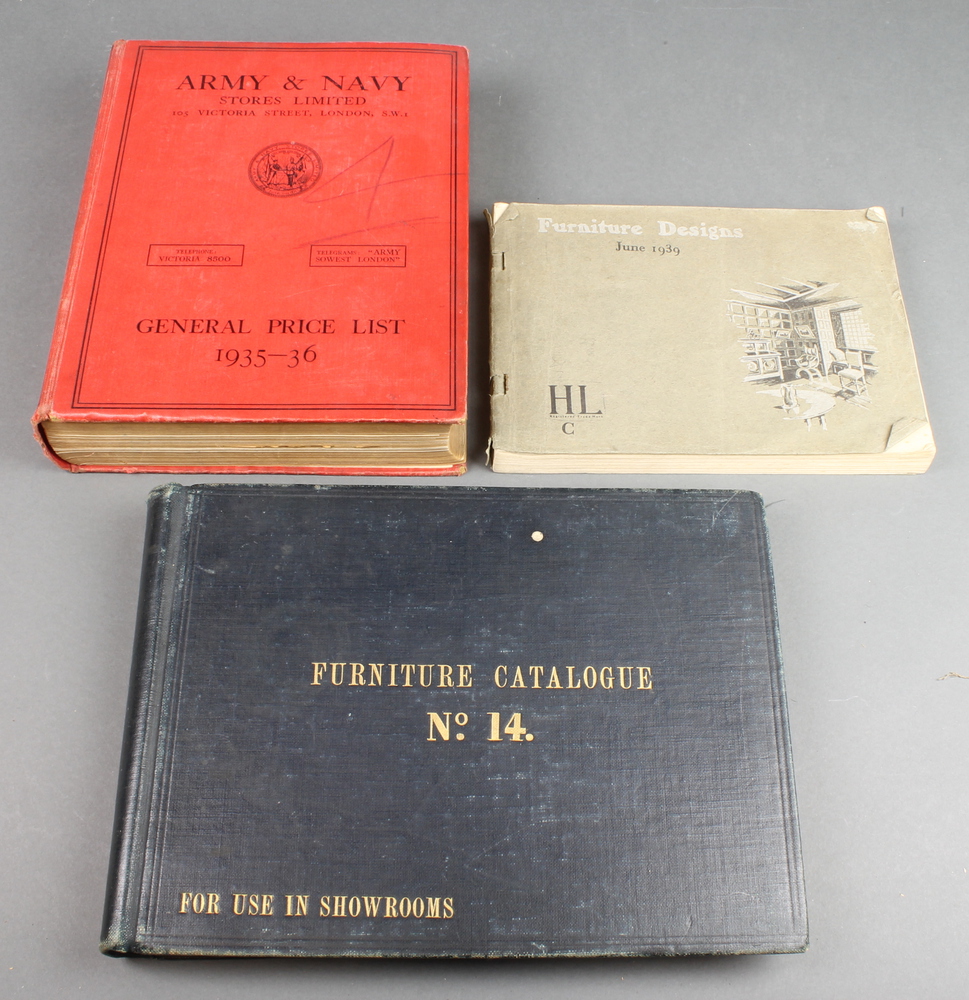 ARMY & NAVY
STORES LIMITED
105 VICTORIA STREET, LONDON, S.W.1
TELEPHONE:
VICTORIA 8500
TELEGRAMS: "ARMY
SOWEST LONDON"
GENERAL PRICE LIST
1935—36
Furniture Designs
June 1939
HL
C
FURNITURE CATALOGUE
No. 14.
FOR USE IN SHOWROOMS